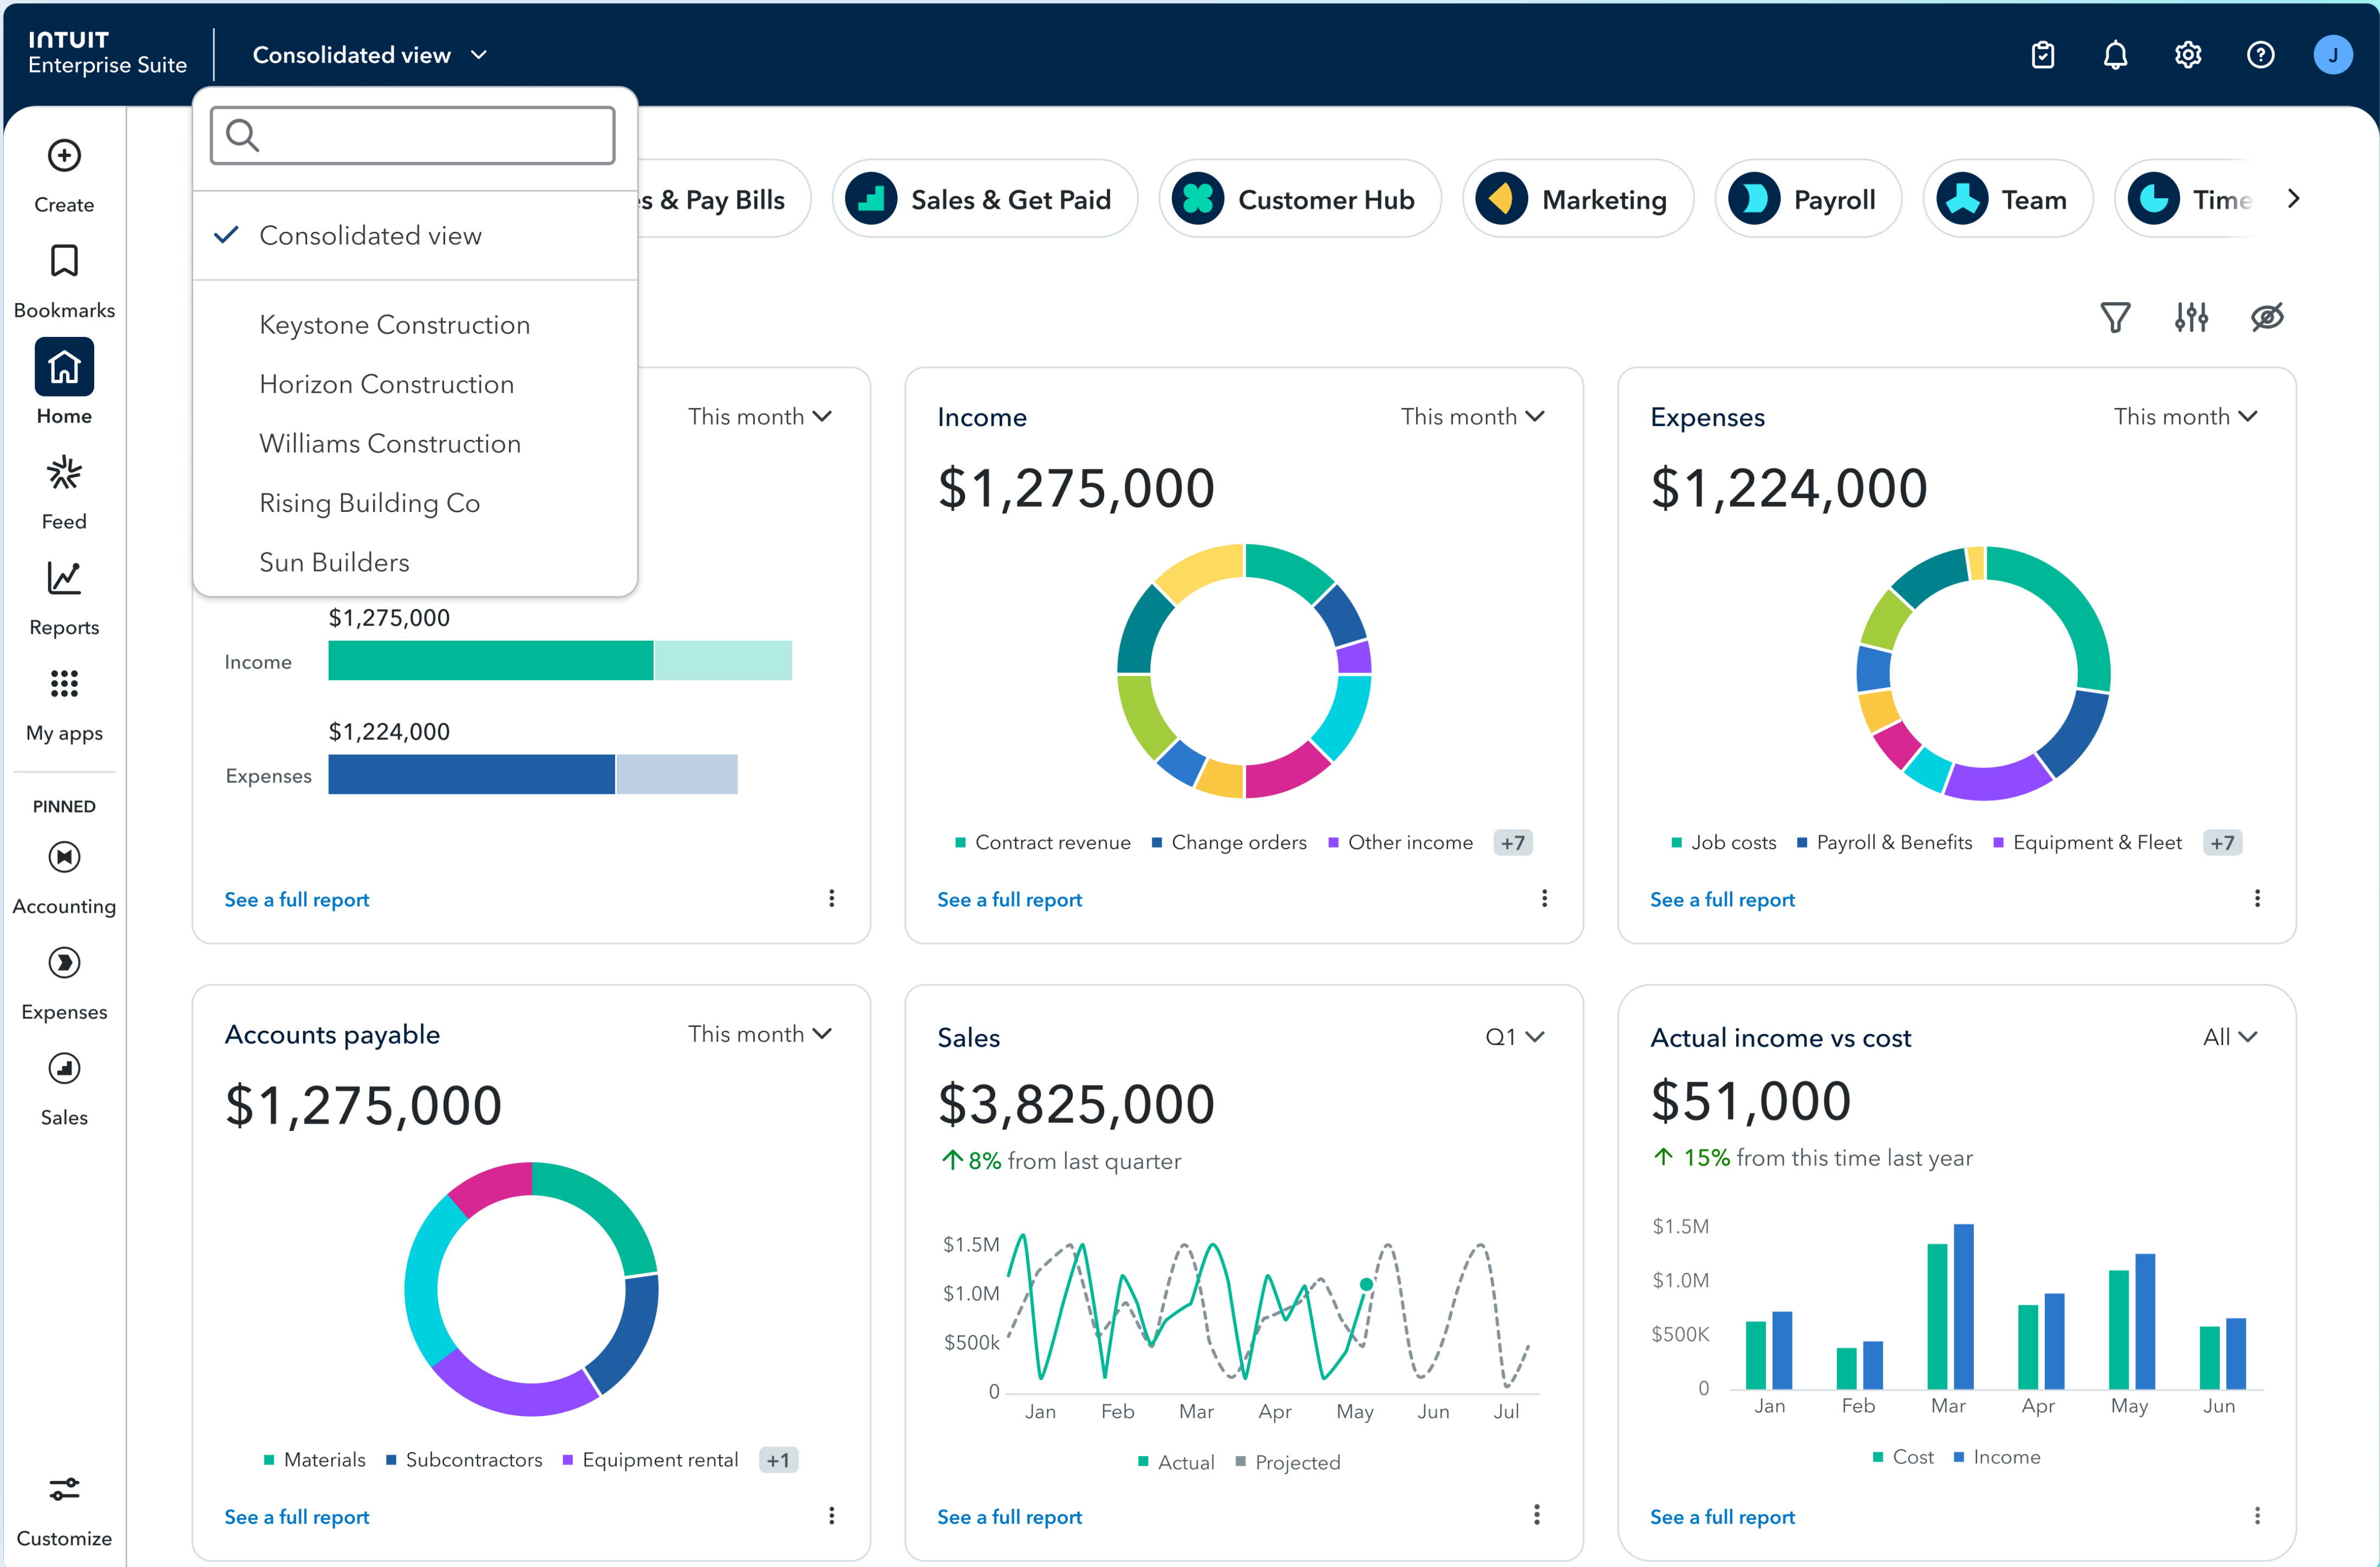 INTUIT
Enterprise Suite
Consolidated view
J
Create
Bookmarks
Home
Feed
Reports
My apps
PINNED
Accounting
Expenses
Sales
Customize
Consolidated view
Keystone Construction
Horizon Construction
Williams Construction
Rising Building Co
Sun Builders
& Pay Bills
Sales & Get Paid
Customer Hub
Marketing
Payroll
Team
Time
This month
$1,275,000
Income
$1,224,000
Expenses
See a full report
Income
This month
$1,275,000
Contract revenue Change orders Other income +7
See a full report
Expenses
This month
$1,224,000
Job costs Payroll & Benefits Equipment & Fleet +7
See a full report
Accounts payable
This month
$1,275,000
Materials Subcontractors Equipment rental +1
See a full report
Sales
Q1
$3,825,000
8% from last quarter
$1.5M
$1.0M
$500k
0
Jan Feb Mar Apr May Jun Jul
Actual Projected
See a full report
Actual income vs cost
All
$51,000
15% from this time last year
$1.5M
$1.0M
$500K
0
Jan Feb Mar Apr May Jun
Cost Income
See a full report